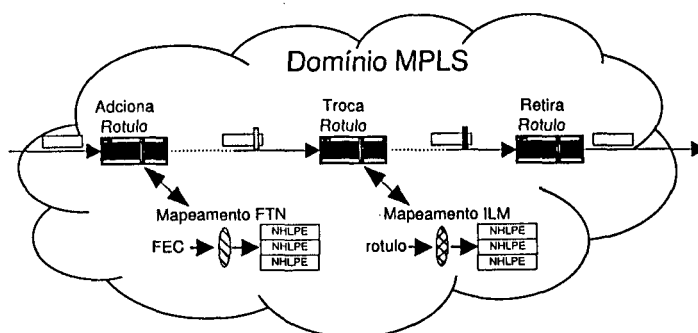 Domínio MPLS
Adciona
Rotulo
Troca
Rotulo
Retira
Rotulo
Mapeamento FTN
FEC
NHLPE
NHLPE
NHLPE
Mapeamento ILM
rotulo
NHLPE
NHLPE
NHLPE